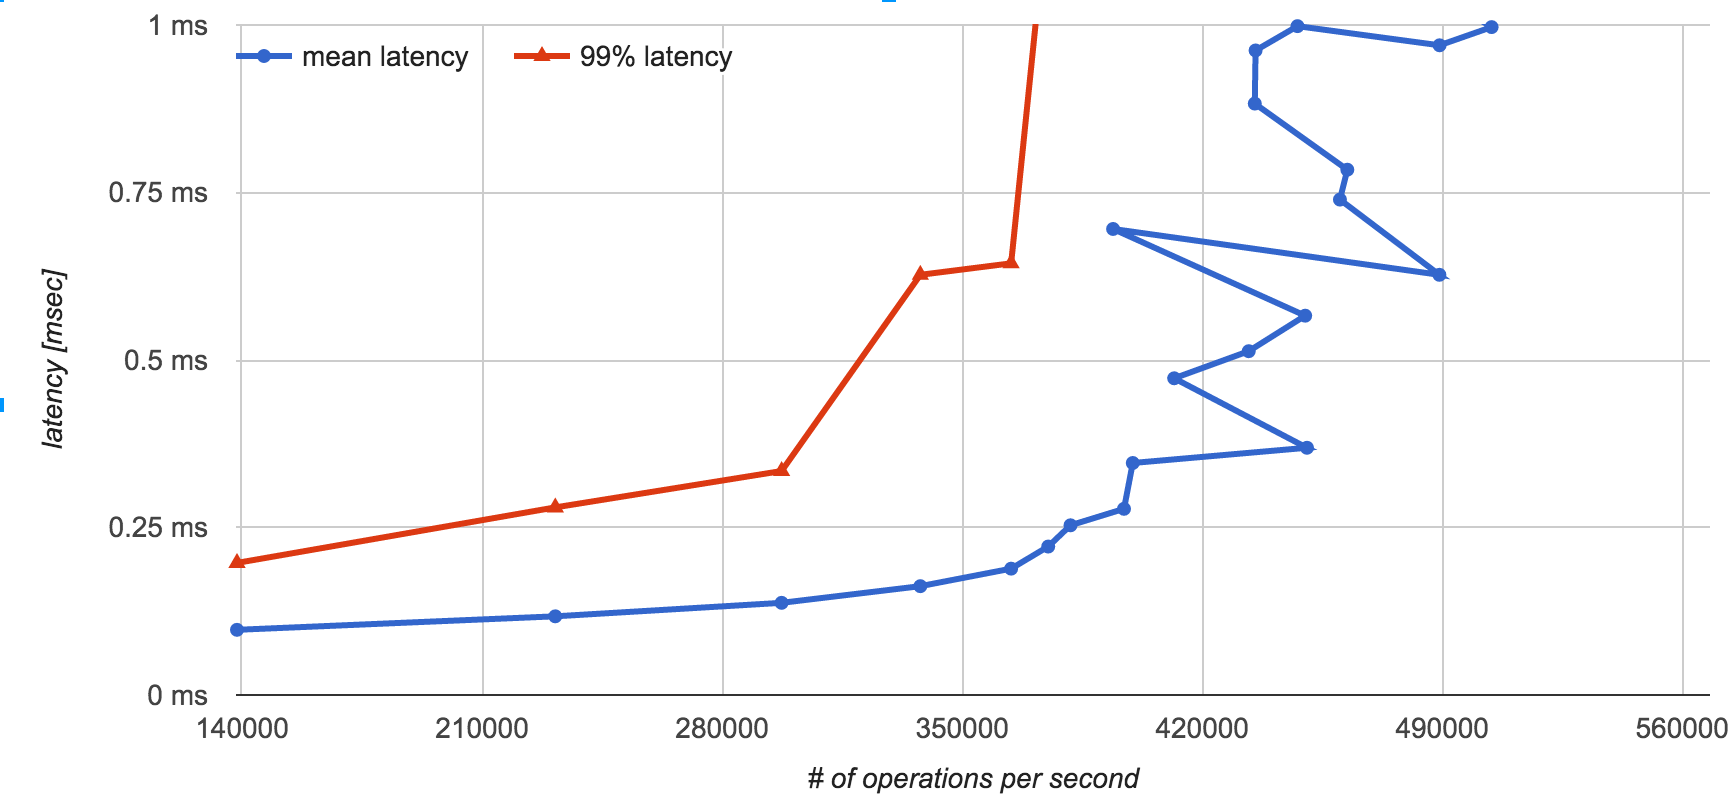 1 ms
mean latency 99% latency
0.75 ms
latency [msec]
0.5 ms
0.25 ms
0 ms
140000 210000 280000 350000 420000 490000 560000
# of operations per second